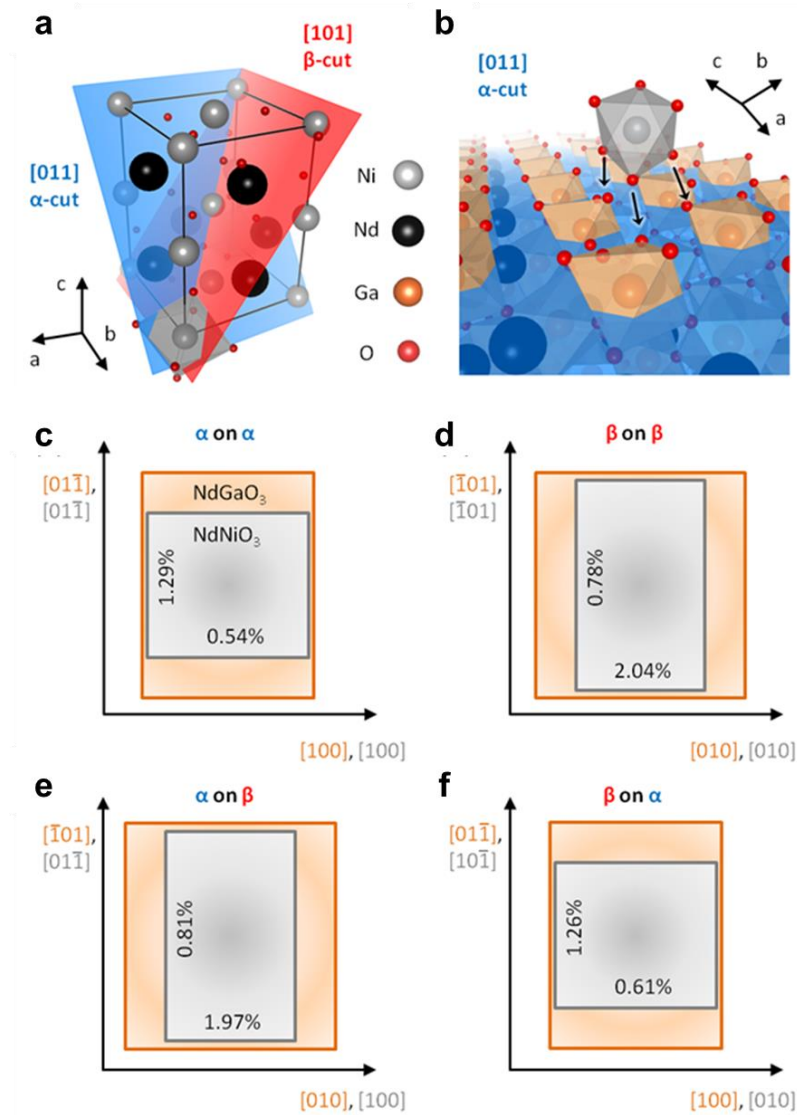 a
[101]
β-cut
[011]
α-cut
c
b
a
Ni
Nd
Ga
O
b
[011]
α-cut
c
b
a
c
α on α
[011̅],
[011̅]
NdGaO₃
NdNiO₃
1.29%
0.54%
[100], [100]
d
β on β
[1̅01],
[1̅01]
0.78%
2.04%
[010], [010]
e
α on β
[1̅01],
[011̅]
0.81%
1.97%
[010], [100]
f
β on α
[011̅],
[101̅]
1.26%
0.61%
[100], [010]